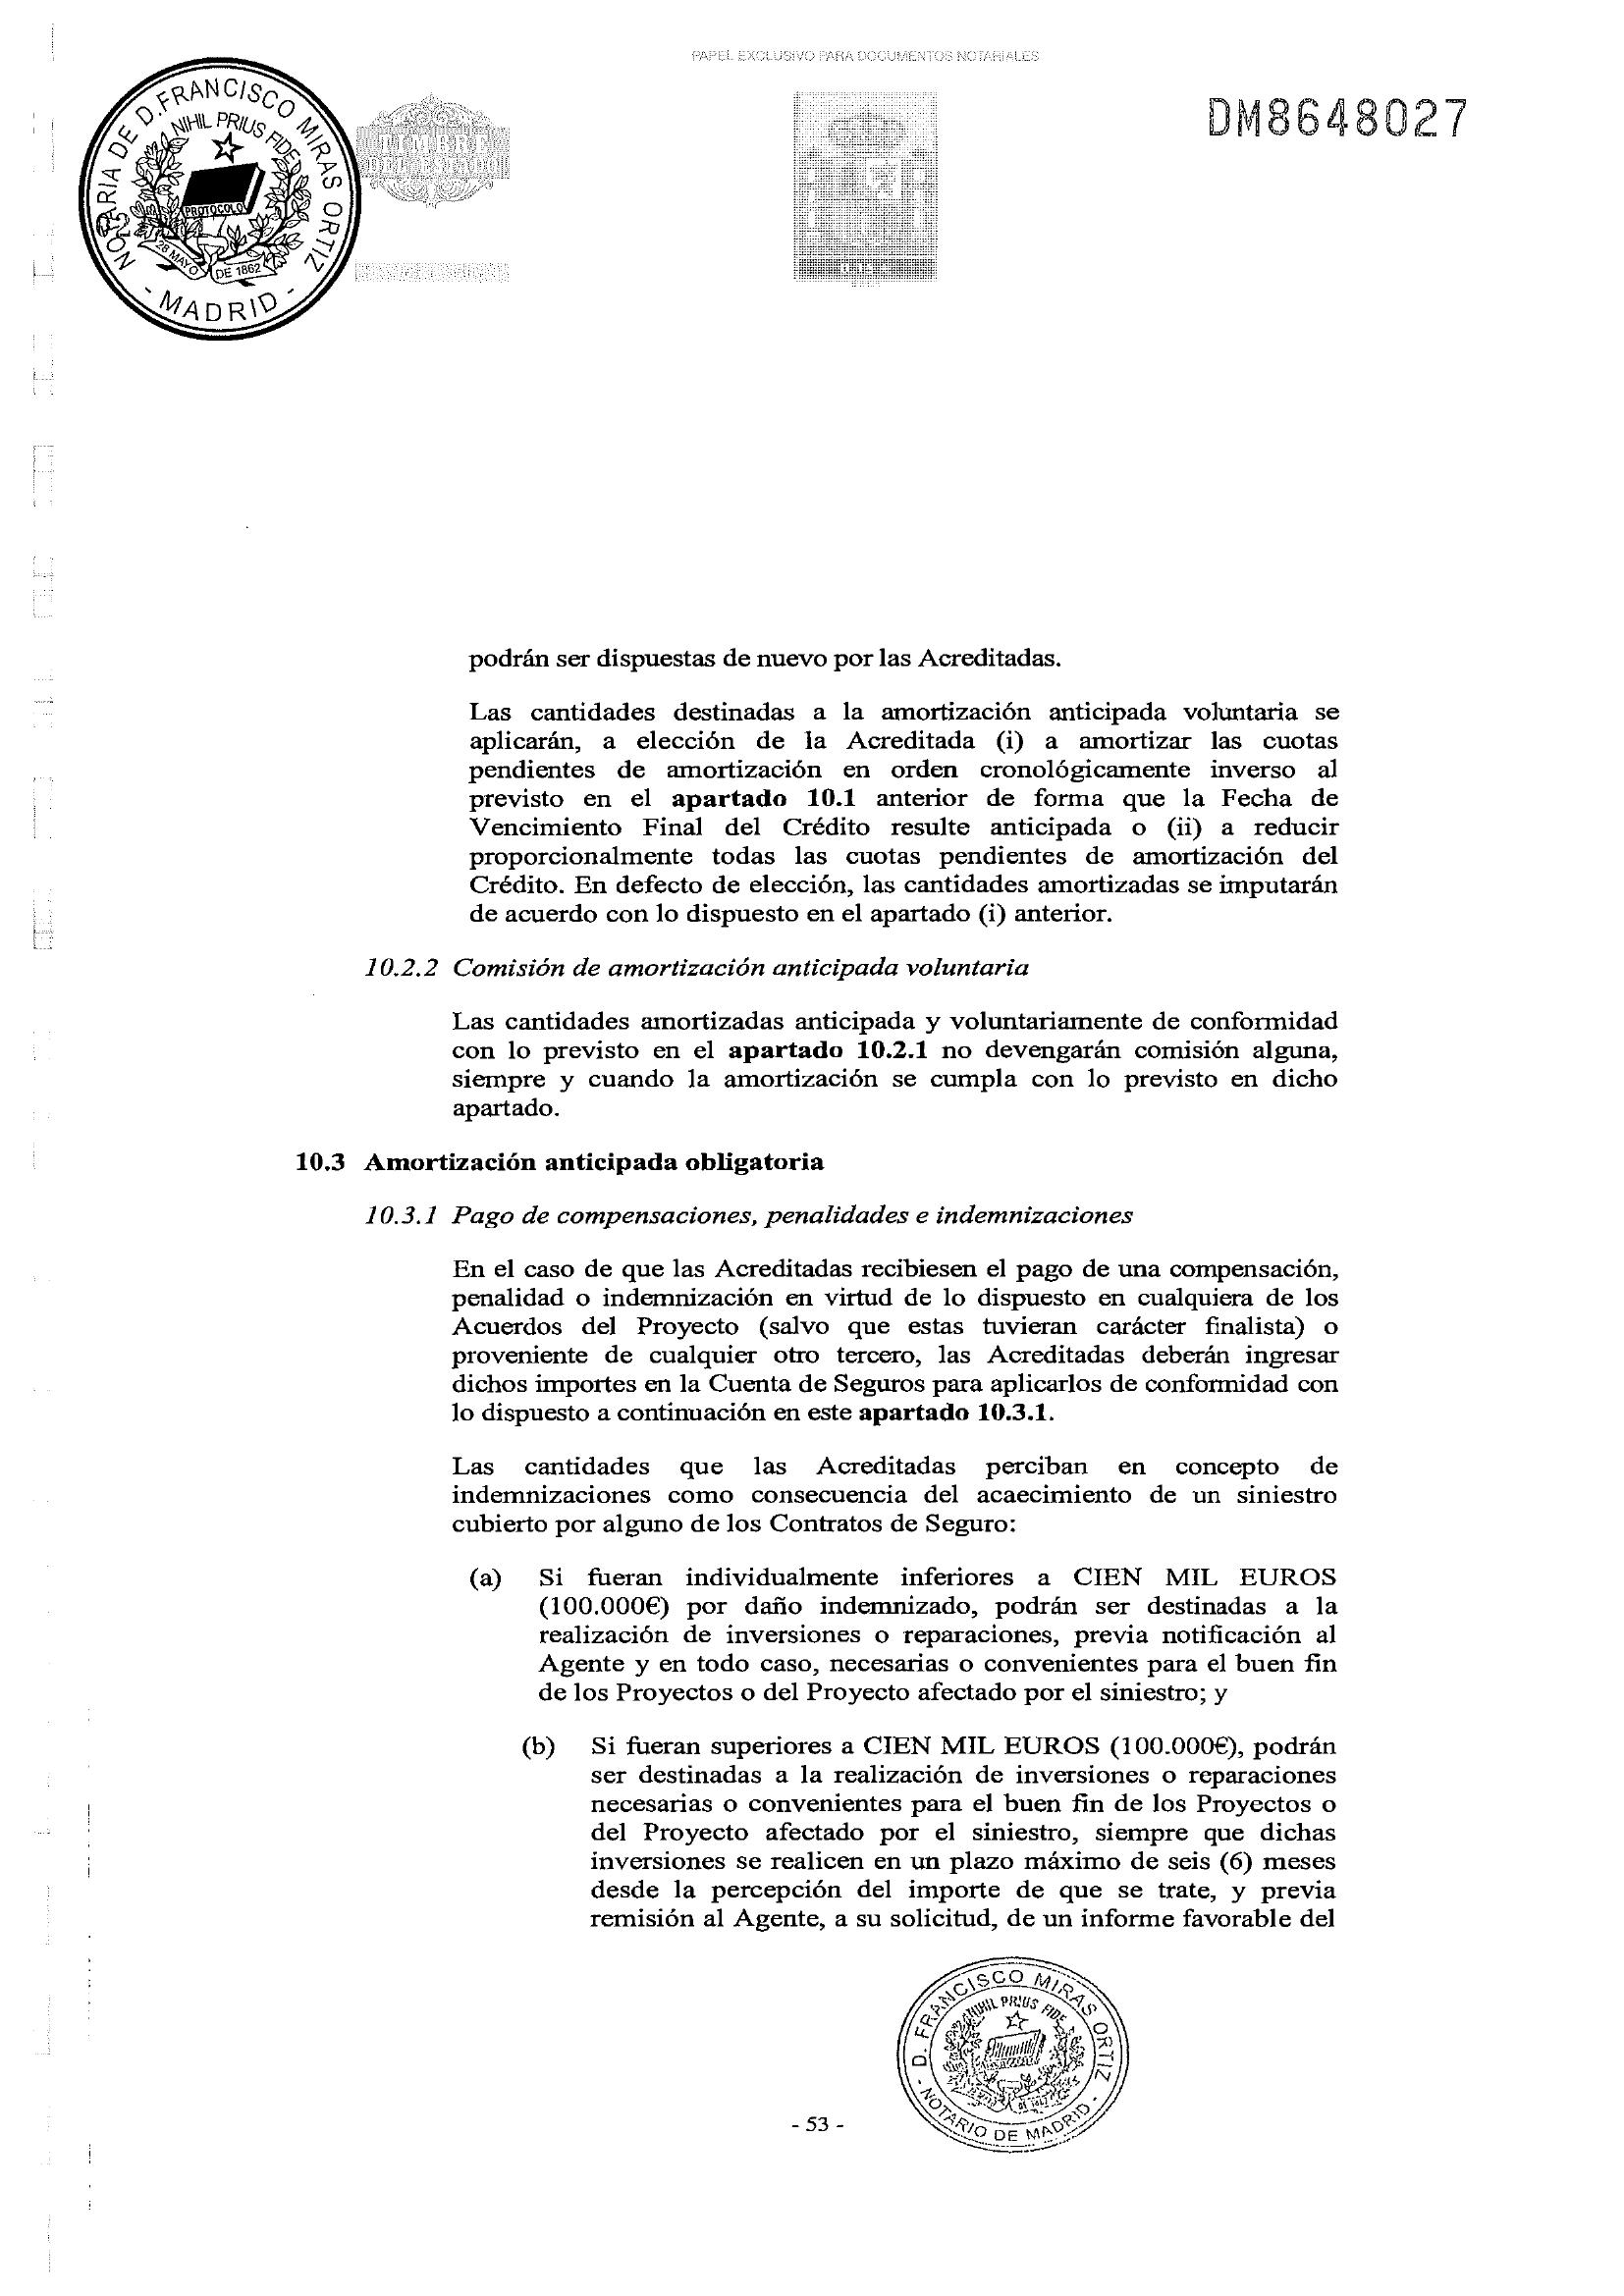 PAPEL EXCLUSIVO PARA DOCUMENTOS NOTARIALES
NOTARIA DE D. FRANCISCO MIRAS ORTIZ
- MADRID -
NIHIL PRIUS FIDE
PROTOCOLO
28 MAYO DE 1862
TIMBRE
DEL ESTADO
DM8648027
podrán ser dispuestas de nuevo por las Acreditadas.
Las cantidades destinadas a la amortización anticipada voluntaria se
aplicarán, a elección de la Acreditada (i) a amortizar las cuotas
pendientes de amortización en orden cronológicamente inverso al
previsto en el apartado 10.1 anterior de forma que la Fecha de
Vencimiento Final del Crédito resulte anticipada o (ii) a reducir
proporcionalmente todas las cuotas pendientes de amortización del
Crédito. En defecto de elección, las cantidades amortizadas se imputarán
de acuerdo con lo dispuesto en el apartado (i) anterior.
10.2.2 Comisión de amortización anticipada voluntaria
Las cantidades amortizadas anticipada y voluntariamente de conformidad
con lo previsto en el apartado 10.2.1 no devengarán comisión alguna,
siempre y cuando la amortización se cumpla con lo previsto en dicho
apartado.
10.3 Amortización anticipada obligatoria
10.3.1 Pago de compensaciones, penalidades e indemnizaciones
En el caso de que las Acreditadas recibiesen el pago de una compensación,
penalidad o indemnización en virtud de lo dispuesto en cualquiera de los
Acuerdos del Proyecto (salvo que estas tuvieran carácter finalista) o
proveniente de cualquier otro tercero, las Acreditadas deberán ingresar
dichos importes en la Cuenta de Seguros para aplicarlos de conformidad con
lo dispuesto a continuación en este apartado 10.3.1.
Las cantidades que las Acreditadas perciban en concepto de
indemnizaciones como consecuencia del acaecimiento de un siniestro
cubierto por alguno de los Contratos de Seguro:
(a) Si fueran individualmente inferiores a CIEN MIL EUROS
(100.000€) por daño indemnizado, podrán ser destinadas a la
realización de inversiones o reparaciones, previa notificación al
Agente y en todo caso, necesarias o convenientes para el buen fin
de los Proyectos o del Proyecto afectado por el siniestro; y
(b) Si fueran superiores a CIEN MIL EUROS (100.000€), podrán
ser destinadas a la realización de inversiones o reparaciones
necesarias o convenientes para el buen fin de los Proyectos o
del Proyecto afectado por el siniestro, siempre que dichas
inversiones se realicen en un plazo máximo de seis (6) meses
desde la percepción del importe de que se trate, y previa
remisión al Agente, a su solicitud, de un informe favorable del
D. FRANCISCO MIRAS ORTIZ
- NOTARIO DE MADRID -
NIHIL PRIUS FIDE
- 53 -